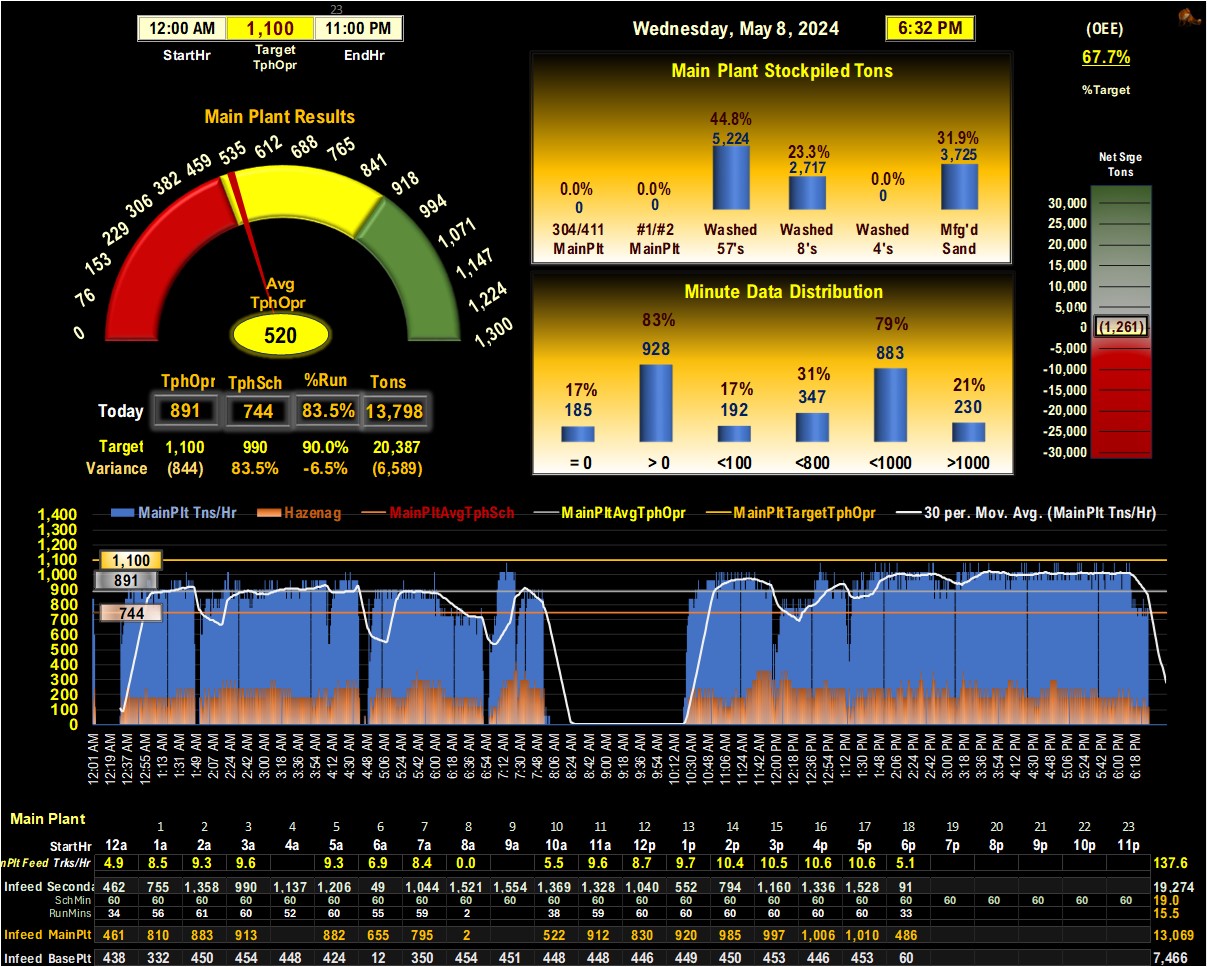 23
12:00 AM 1,100 11:00 PM
StartHr Target TphOpr EndHr
Wednesday, May 8, 2024 6:32 PM
(OEE)
67.7%
%Target
Main Plant Results
0 76 153 229 306 382 459 535 612 688 765 841 918 994 1,071 1,147 1,224 1,300
Avg
TphOpr
520
TphOpr TphSch %Run Tons
Today 891 744 83.5% 13,798
Target 1,100 990 90.0% 20,387
Variance (844) 83.5% -6.5% (6,589)
Main Plant Stockpiled Tons
0.0% 0.0% 44.8% 23.3% 0.0% 31.9%
0 0 5,224 2,717 0 3,725
304/411 #1/#2 Washed Washed Washed Mfg'd
MainPlt MainPlt 57's 8's 4's Sand
Minute Data Distribution
17% 83% 17% 31% 79% 21%
185 928 192 347 883 230
= 0 > 0 <100 <800 <1000 >1000
Net Srge
Tons
30,000
25,000
20,000
15,000
10,000
5,000
0 (1,261)
-5,000
-10,000
-15,000
-20,000
-25,000
-30,000
MainPlt Tns/Hr Hazenag MainPltAvgTphSch MainPltAvgTphOpr MainPltTargetTphOpr 30 per. Mov. Avg. (MainPlt Tns/Hr)
1,400
1,300
1,200
1,100
1,000
900
800
700
600
500
400
300
200
100
0
1,100
891
744
12:01 AM 12:19 AM 12:37 AM 12:55 AM 1:13 AM 1:31 AM 1:49 AM 2:07 AM 2:24 AM 2:42 AM 3:00 AM 3:18 AM 3:36 AM 3:54 AM 4:12 AM 4:30 AM 4:48 AM 5:06 AM 5:24 AM 5:42 AM 6:00 AM 6:18 AM 6:36 AM 6:54 AM 7:12 AM 7:30 AM 7:48 AM 8:06 AM 8:24 AM 8:42 AM 9:00 AM 9:18 AM 9:36 AM 9:54 AM 10:12 AM 10:30 AM 10:48 AM 11:06 AM 11:24 AM 11:42 AM 12:00 PM 12:18 PM 12:36 PM 12:54 PM 1:12 PM 1:30 PM 1:48 PM 2:06 PM 2:24 PM 2:42 PM 3:00 PM 3:18 PM 3:36 PM 3:54 PM 4:12 PM 4:30 PM 4:48 PM 5:06 PM 5:24 PM 5:42 PM 6:00 PM 6:18 PM
Main Plant
1 2 3 4 5 6 7 8 9 10 11 12 13 14 15 16 17 18 19 20 21 22 23
StartHr 12a 1a 2a 3a 4a 5a 6a 7a 8a 9a 10a 11a 12p 1p 2p 3p 4p 5p 6p 7p 8p 9p 10p 11p
nPlt Feed Trks/Hr 4.9 8.5 9.3 9.6 9.3 6.9 8.4 0.0 5.5 9.6 8.7 9.7 10.4 10.5 10.6 10.6 5.1 137.6
Infeed Seconda 462 755 1,358 990 1,137 1,206 49 1,044 1,521 1,554 1,369 1,328 1,040 552 794 1,160 1,336 1,528 91 19,274
SchMin 60 60 60 60 60 60 60 60 60 60 60 60 60 60 60 60 60 60 60 60 60 60 60 60 19.0
RunMins 34 56 61 60 52 60 55 59 2 38 59 60 60 60 60 60 60 33 15.5
Infeed MainPlt 461 810 883 913 882 655 795 2 522 912 830 920 985 997 1,006 1,010 486 13,069
Infeed BasePlt 438 332 450 454 448 424 12 350 454 451 448 448 446 449 450 453 446 453 60 7,466